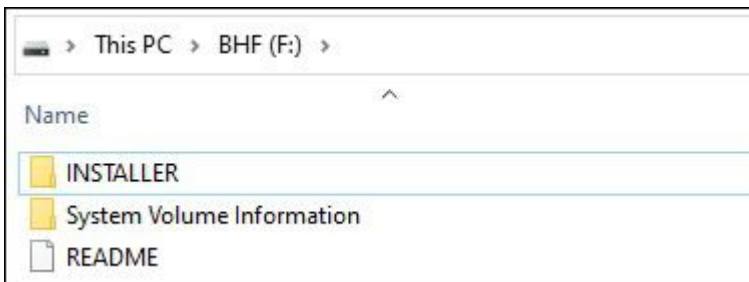 This PC > BHF (F:) >
Name
INSTALLER
System Volume Information
README